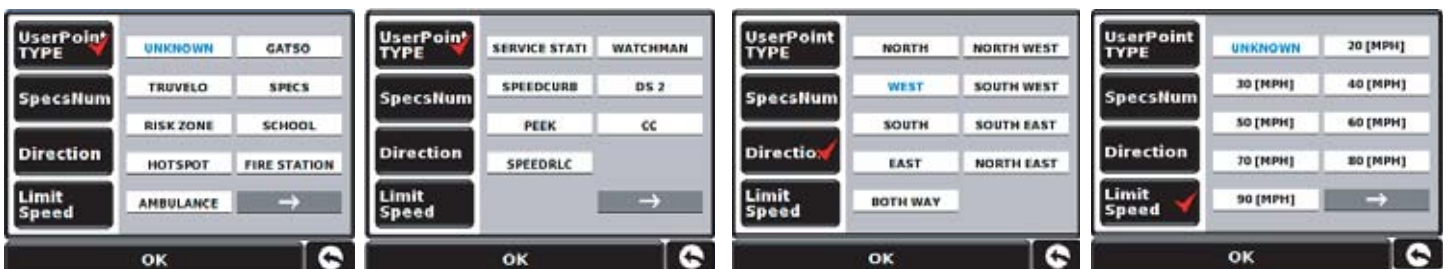 UserPoint
TYPE
SpecsNum
Direction
Limit
Speed
UNKNOWN GATSO
TRUVELO SPECS
RISK ZONE SCHOOL
HOTSPOT FIRE STATION
AMBULANCE →
OK
UserPoint
TYPE
SpecsNum
Direction
Limit
Speed
SERVICE STATI WATCHMAN
SPEEDCURB DS 2
PEEK CC
SPEEDRLC
→
OK
UserPoint
TYPE
SpecsNum
Direction
Limit
Speed
NORTH NORTH WEST
WEST SOUTH WEST
SOUTH SOUTH EAST
EAST NORTH EAST
BOTH WAY
OK
UserPoint
TYPE
SpecsNum
Direction
Limit
Speed
UNKNOWN 20 [MPH]
30 [MPH] 40 [MPH]
50 [MPH] 60 [MPH]
70 [MPH] 80 [MPH]
90 [MPH] →
OK